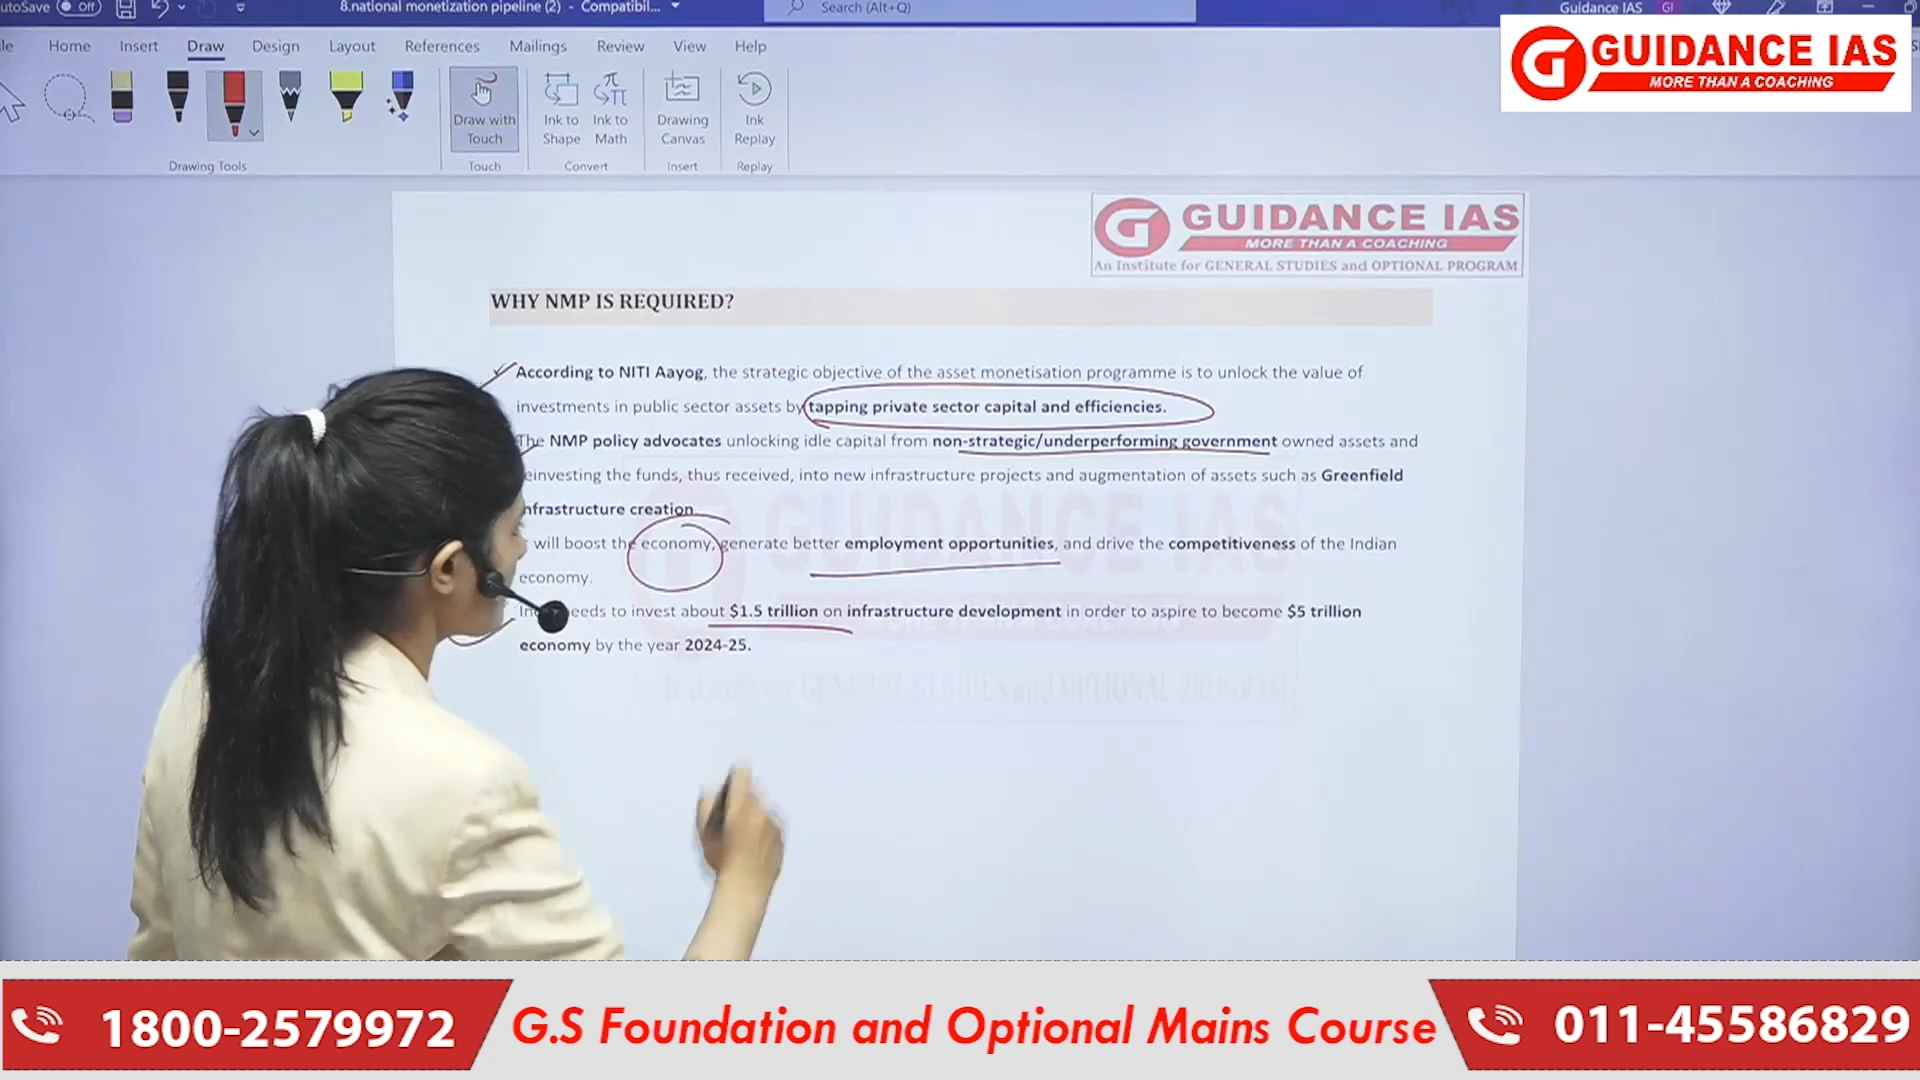 AutoSave Off 8.national monetization pipeline (2) - Compatibil... Search (Alt+Q) Guidance IAS GI
Home Insert Draw Design Layout References Mailings Review View Help
GUIDANCE IAS
MORE THAN A COACHING
Draw with Touch
Ink to Shape
Ink to Math
Drawing Canvas
Ink Replay
Drawing Tools Touch Convert Insert Replay
GUIDANCE IAS
MORE THAN A COACHING
An Institute for GENERAL STUDIES and OPTIONAL PROGRAM
WHY NMP IS REQUIRED?
According to NITI Aayog, the strategic objective of the asset monetisation programme is to unlock the value of
investments in public sector assets by tapping private sector capital and efficiencies.
The NMP policy advocates unlocking idle capital from non-strategic/underperforming government owned assets and
einvesting the funds, thus received, into new infrastructure projects and augmentation of assets such as Greenfield
nfrastructure creation
will boost the economy, generate better employment opportunities, and drive the competitiveness of the Indian
economy.
eeds to invest about $1.5 trillion on infrastructure development in order to aspire to become $5 trillion
economy by the year 2024-25.
1800-2579972 G.S Foundation and Optional Mains Course 011-45586829